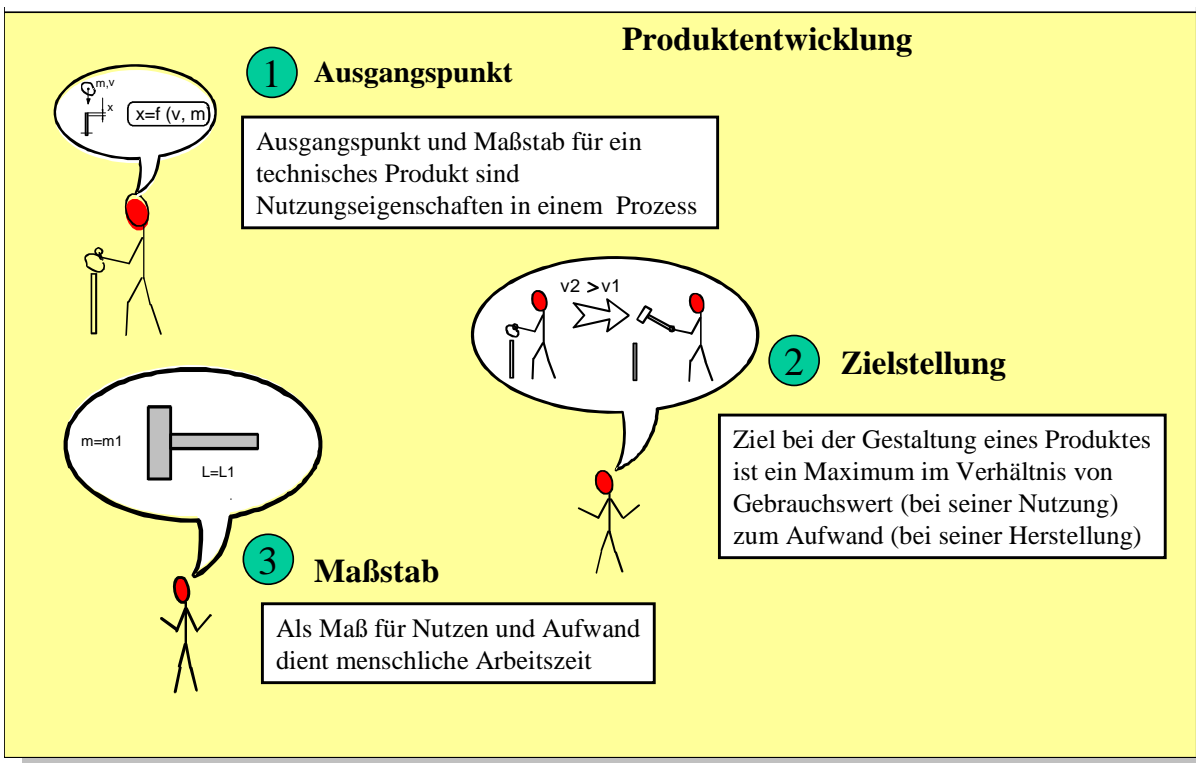 Produktentwicklung
1 Ausgangspunkt
m,v
x
x=f (v, m)
Ausgangspunkt und Maßstab für ein
technisches Produkt sind
Nutzungseigenschaften in einem Prozess
v2 >v1
2 Zielstellung
Ziel bei der Gestaltung eines Produktes
ist ein Maximum im Verhältnis von
Gebrauchswert (bei seiner Nutzung)
zum Aufwand (bei seiner Herstellung)
m=m1
L=L1
3 Maßstab
Als Maß für Nutzen und Aufwand
dient menschliche Arbeitszeit